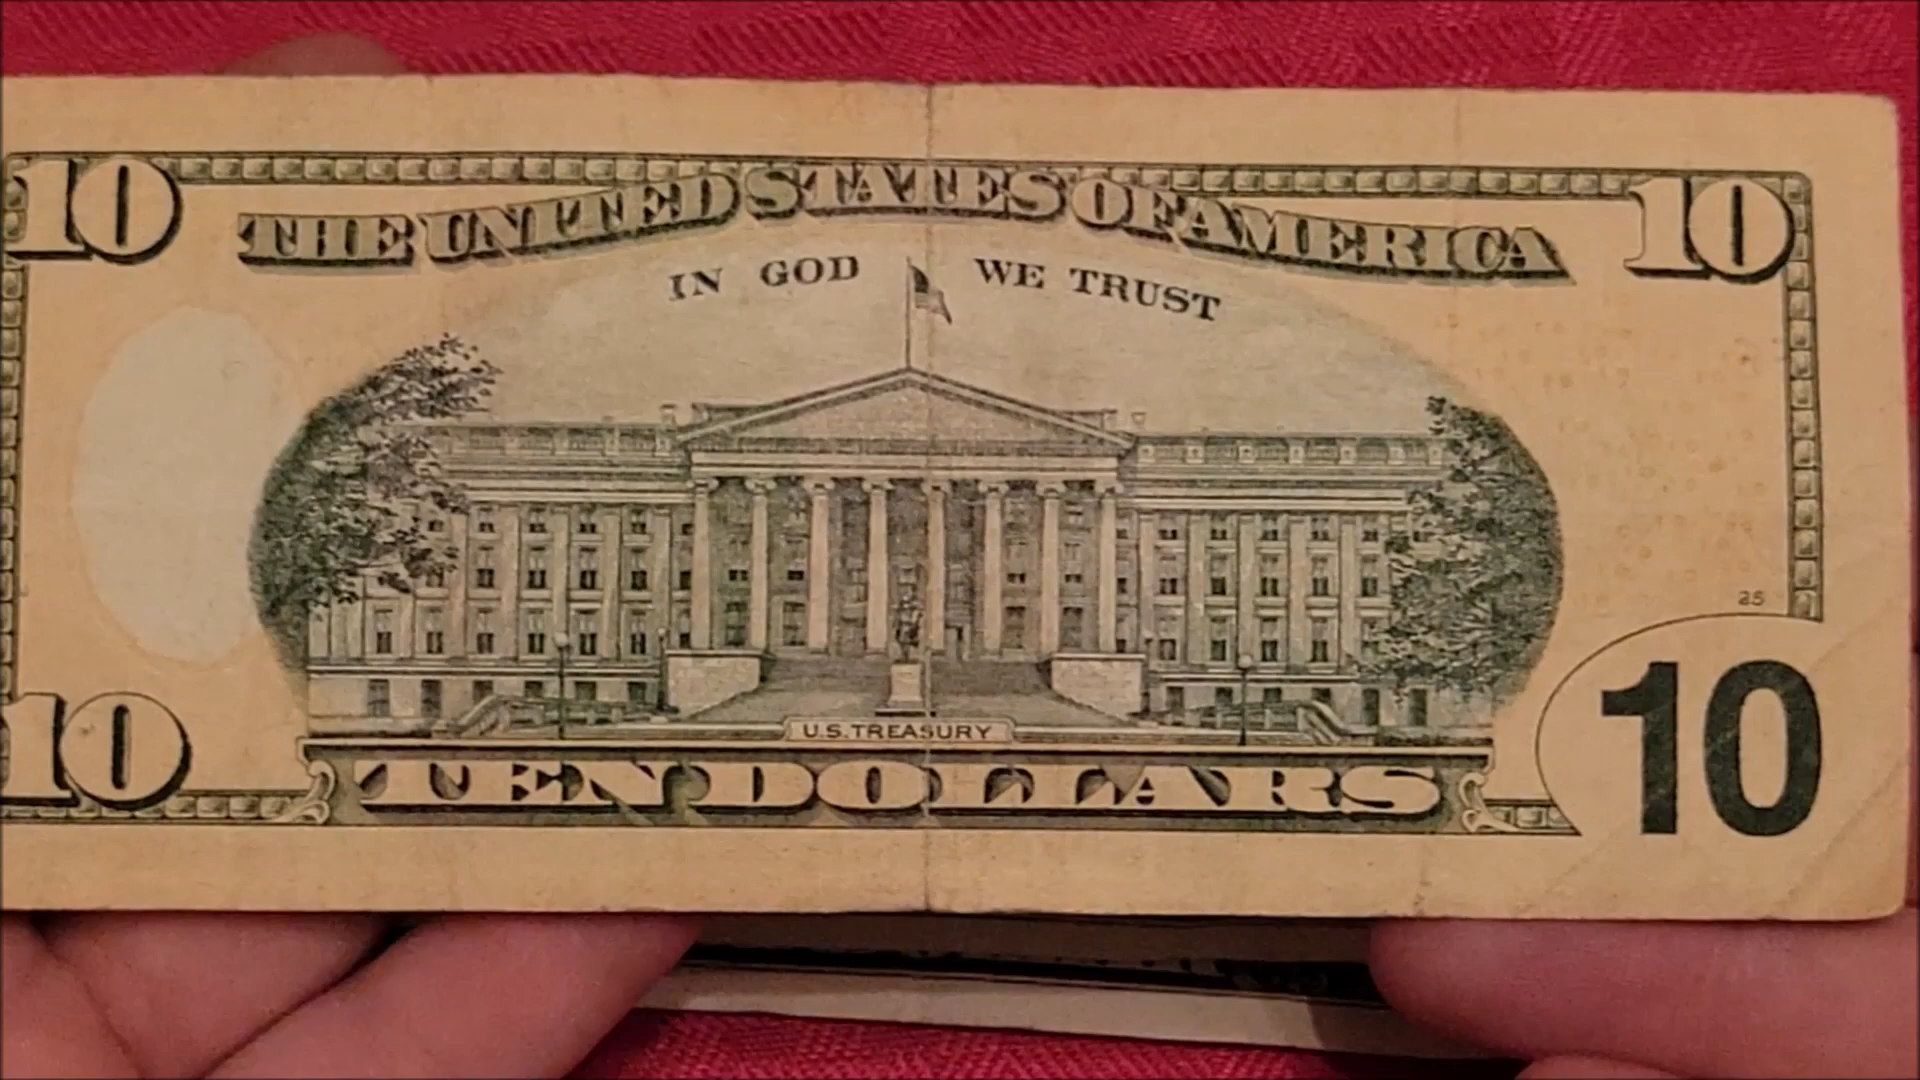 10 THE UNITED STATES OF AMERICA 10
IN GOD WE TRUST
25
U.S. TREASURY
10 TEN DOLLARS 10